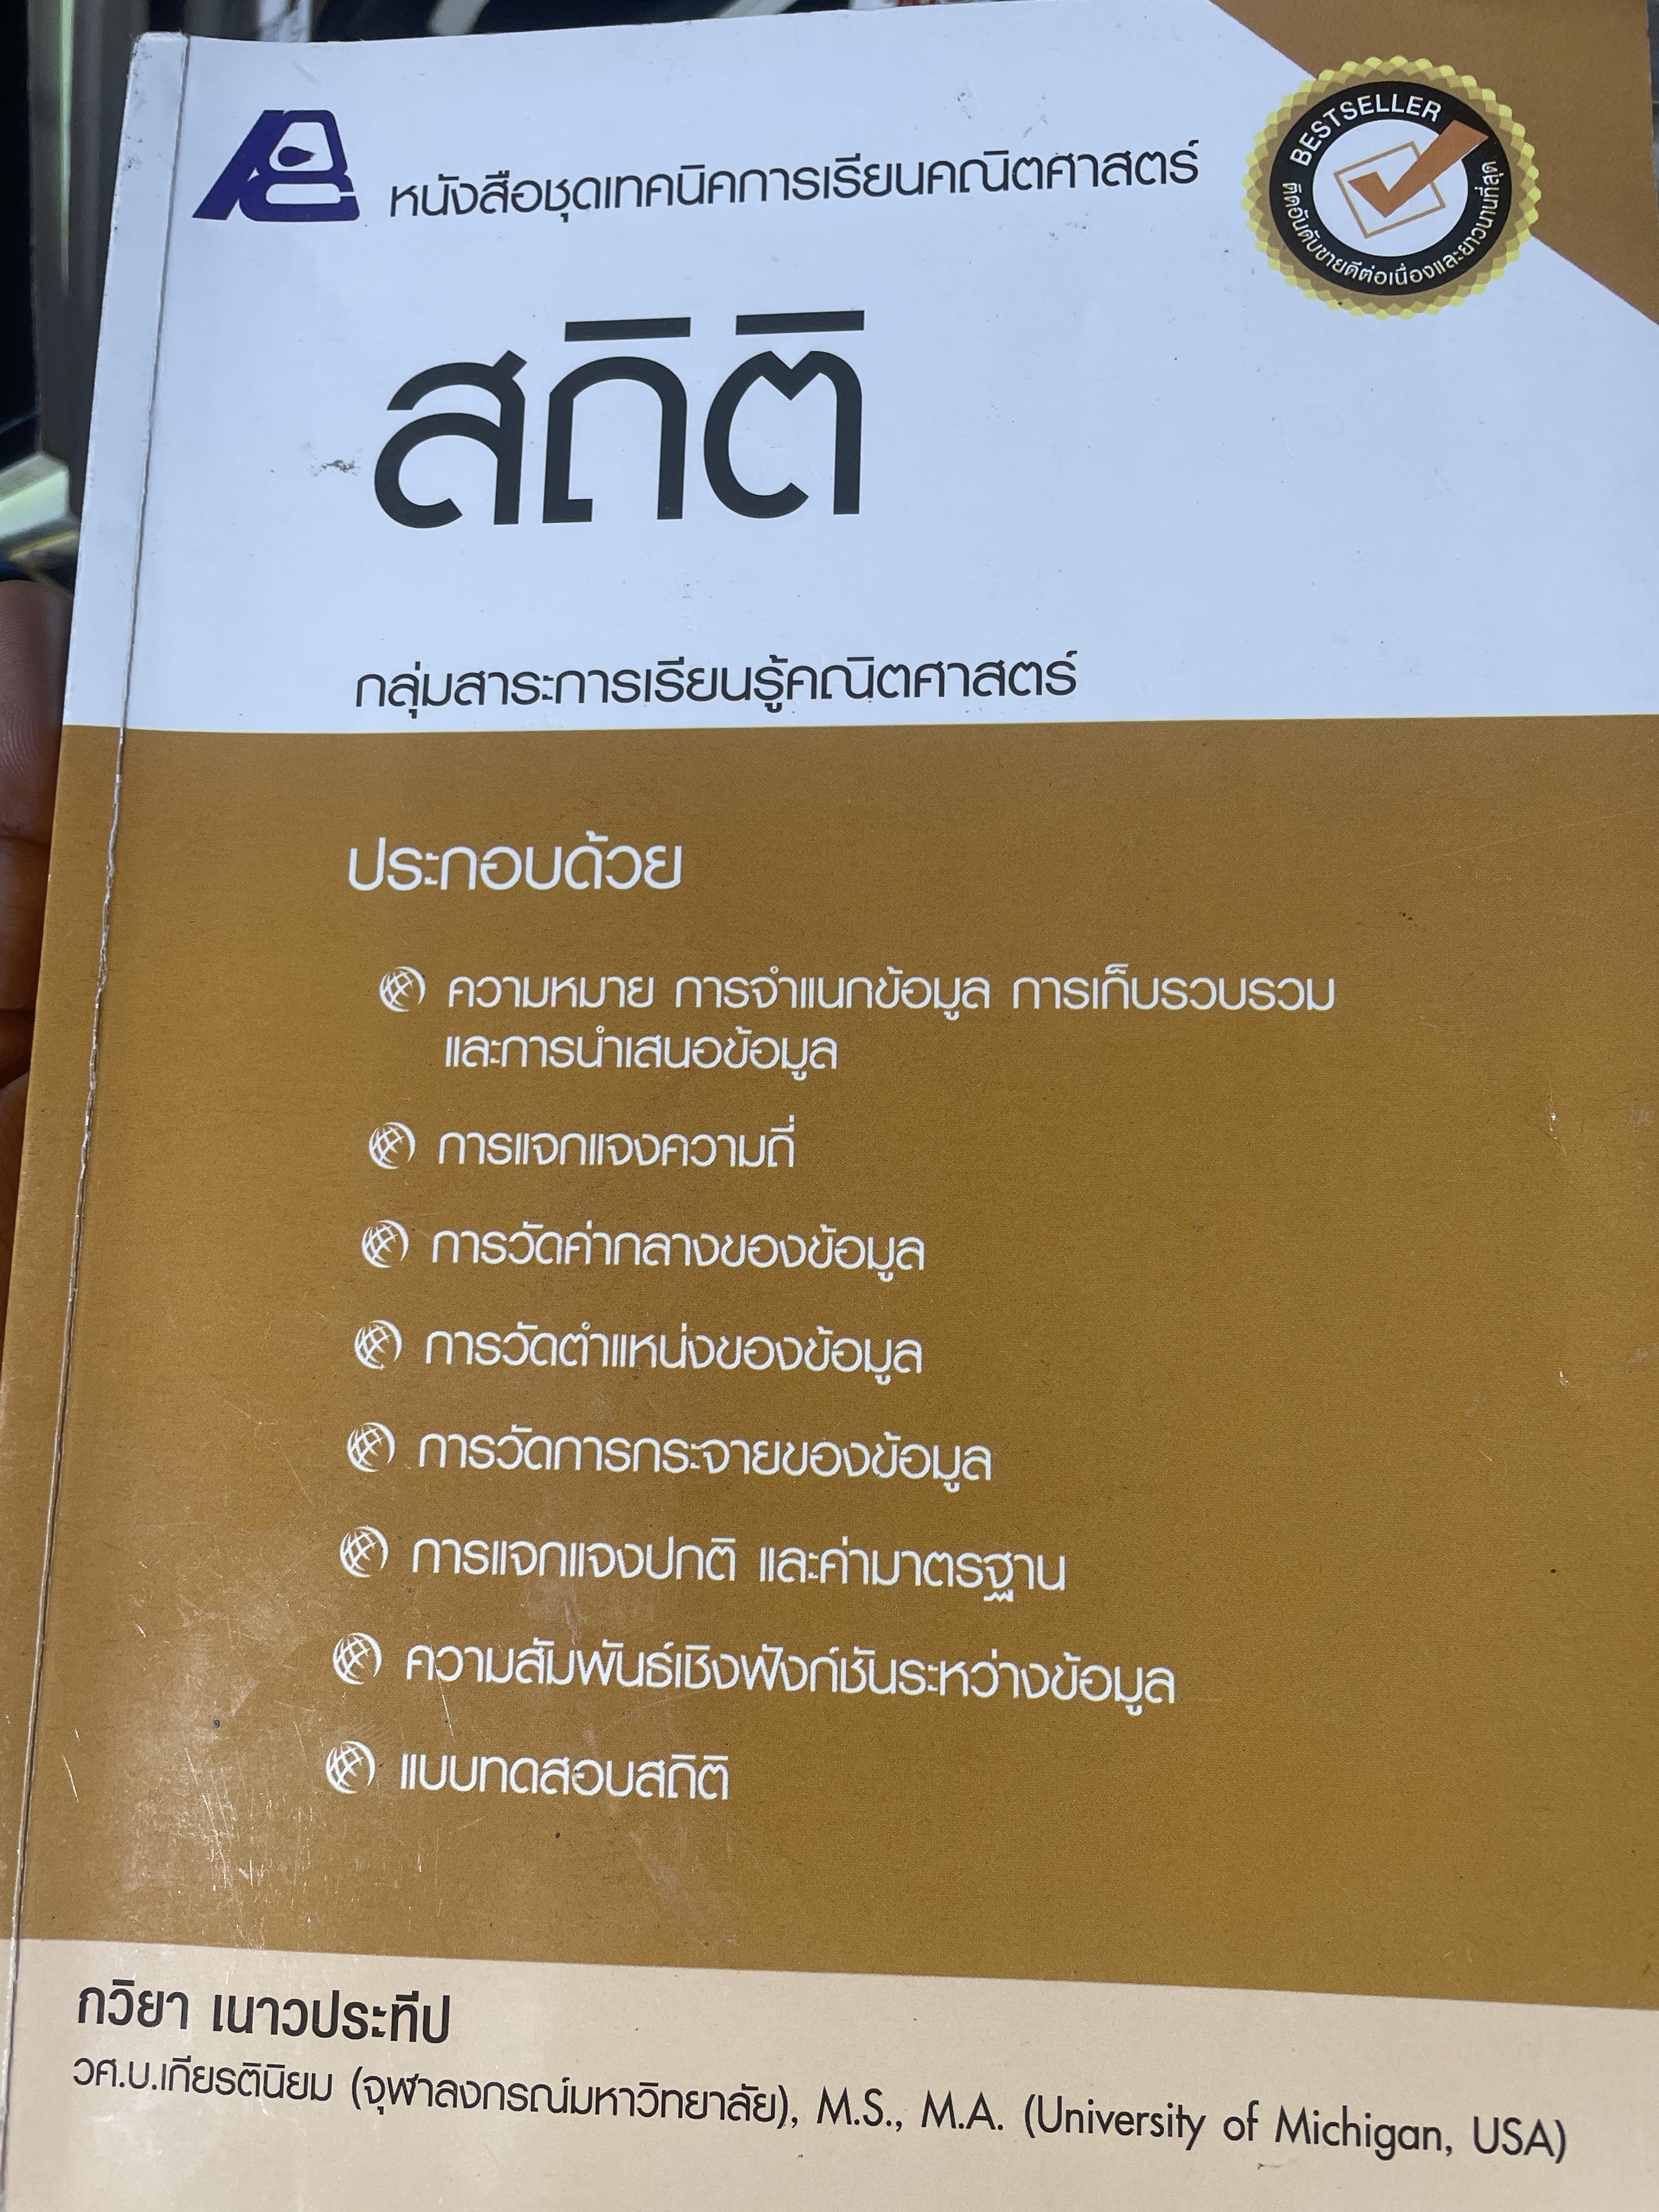 หนังสือชุดเทคนิคการเรียนคณิตศาสตร์
BESTSELLER
ติดอันดับขายดีต่อเนื่องและยาวนานที่สุด
สถิติ
กลุ่มสาระการเรียนรู้คณิตศาสตร์
ประกอบด้วย
ความหมาย การจำแนกข้อมูล การเก็บรวบรวม
และการนำเสนอข้อมูล
การแจกแจงความถี่
การวัดค่ากลางของข้อมูล
การวัดตำแหน่งของข้อมูล
การวัดการกระจายของข้อมูล
การแจกแจงปกติ และค่ามาตรฐาน
ความสัมพันธ์เชิงฟังก์ชันระหว่างข้อมูล
แบบทดสอบสถิติ
กวิยา เนาวประทีป
วศ.บ.เกียรตินิยม (จุฬาลงกรณ์มหาวิทยาลัย), M.S., M.A. (University of Michigan, USA)